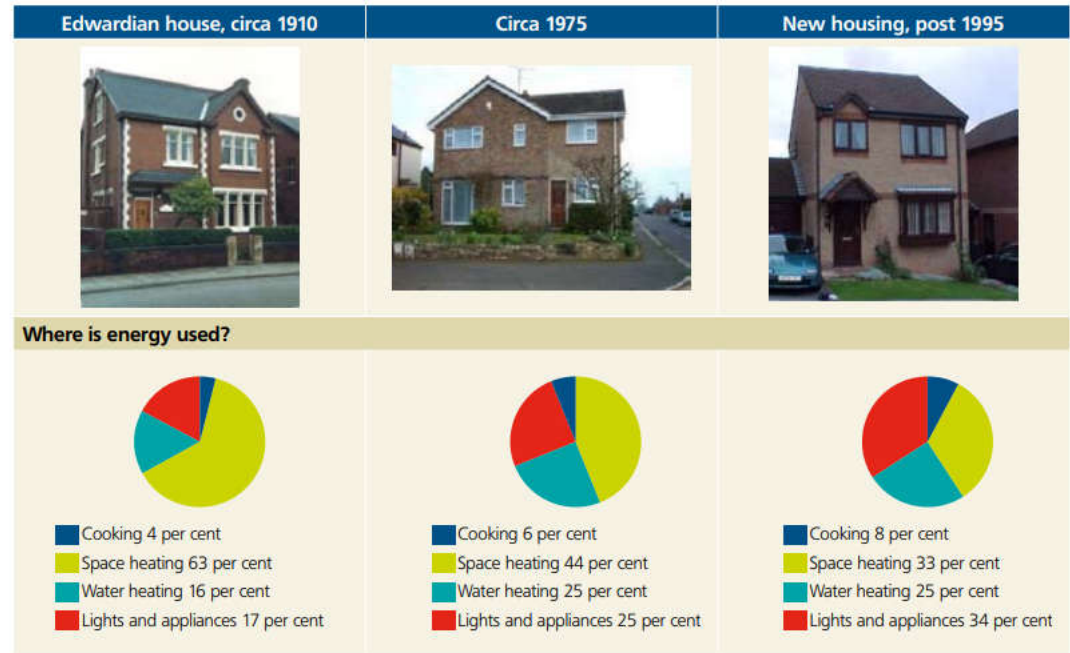 Edwardian house, circa 1910
Circa 1975
New housing, post 1995
Where is energy used?
Cooking 4 per cent
Space heating 63 per cent
Water heating 16 per cent
Lights and appliances 17 per cent
Cooking 6 per cent
Space heating 44 per cent
Water heating 25 per cent
Lights and appliances 25 per cent
Cooking 8 per cent
Space heating 33 per cent
Water heating 25 per cent
Lights and appliances 34 per cent